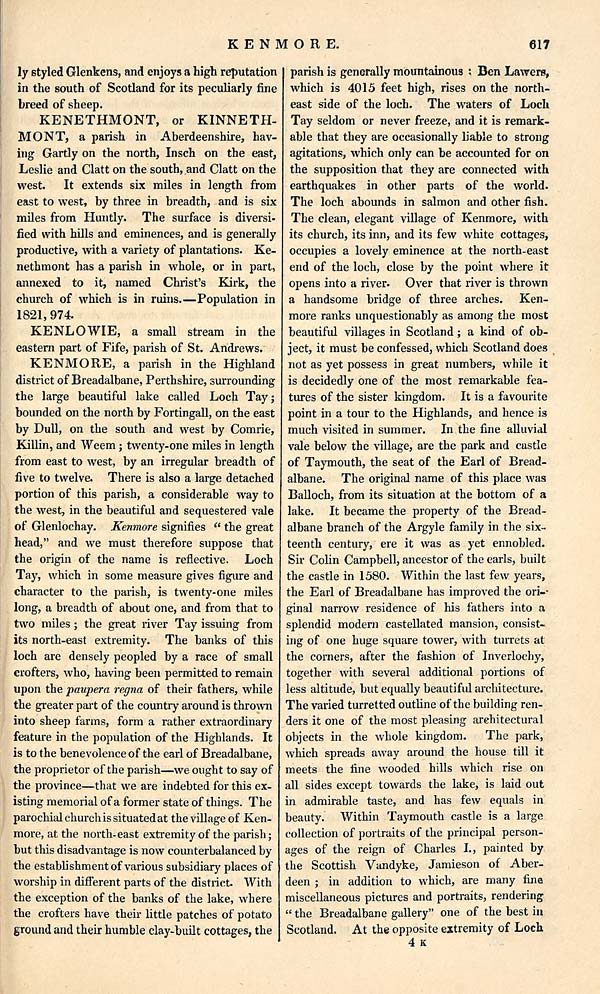 KENMORE. 617
ly styled Glenkens, and enjoys a high reputation
in the south of Scotland for its peculiarly fine
breed of sheep.
KENETHMONT, or KINNETH-
MONT, a parish in Aberdeenshire, hav-
ing Gartly on the north, Insch on the east,
Leslie and Clatt on the south, and Clatt on the
west. It extends six miles in length from
east to west, by three in breadth, and is six
miles from Huntly. The surface is diversi-
fied with hills and eminences, and is generally
productive, with a variety of plantations. Ke-
nethmont has a parish in whole, or in part,
annexed to it, named Christ's Kirk, the
church of which is in ruins.—Population in
1821, 974.
KENLOWIE, a small stream in the
eastern part of Fife, parish of St. Andrews.
KENMORE, a parish in the Highland
district of Breadalbane, Perthshire, surrounding
the large beautiful lake called Loch Tay;
bounded on the north by Fortingall, on the east
by Dull, on the south and west by Comrie,
Killin, and Weem; twenty-one miles in length
from east to west, by an irregular breadth of
five to twelve. There is also a large detached
portion of this parish, a considerable way to
the west, in the beautiful and sequestered vale
of Glenlochay. Kenmore signifies "the great
head," and we must therefore suppose that
the origin of the name is reflective. Loch
Tay, which in some measure gives figure and
character to the parish, is twenty-one miles
long, a breadth of about one, and from that to
two miles; the great river Tay issuing from
its north-east extremity. The banks of this
loch are densely peopled by a race of small
crofters, who, having been permitted to remain
upon the paupera regna of their fathers, while
the greater part of the country around is thrown
into sheep farms, form a rather extraordinary
feature in the population of the Highlands. It
is to the benevolence of the earl of Breadalbane,
the proprietor of the parish—we ought to say of
the province—that we are indebted for this ex-
isting memorial of a former state of things. The
parochial church is situated at the village of Ken-
more, at the north-east extremity of the parish;
but this disadvantage is now counterbalanced by
the establishment of various subsidiary places of
worship in different parts of the district. With
the exception of the banks of the lake, where
the crofters have their little patches of potato
ground and their humble clay-built cottages, the
parish is generally mountainous: Ben Lawers,
which is 4015 feet high, rises on the north-
east side of the loch. The waters of Loch
Tay seldom or never freeze, and it is remark-
able that they are occasionally liable to strong
agitations, which only can be accounted for on
the supposition that they are connected with
earthquakes in other parts of the world.
The loch abounds in salmon and other fish.
The clean, elegant village of Kenmore, with
its church, its inn, and its few white cottages,
occupies a lovely eminence at the north-east
end of the loch, close by the point where it
opens into a river. Over that river is thrown
a handsome bridge of three arches. Ken-
more ranks unquestionably as among the most
beautiful villages in Scotland; a kind of ob-
ject, it must be confessed, which Scotland does
not as yet possess in great numbers, while it
is decidedly one of the most remarkable fea-
tures of the sister kingdom. It is a favourite
point in a tour to the Highlands, and hence is
much visited in summer. In the fine alluvial
vale below the village, are the park and castle
of Taymouth, the seat of the Earl of Bread-
albane. The original name of this place was
Balloch, from its situation at the bottom of a
lake. It became the property of the Bread-
albane branch of the Argyle family in the six-
teenth century, ere it was as yet ennobled.
Sir Colin Campbell, ancestor of the earls, built
the castle in 1580. Within the last few years,
the Earl of Breadalbane has improved the ori-
ginal narrow residence of his fathers into a
splendid modern castellated mansion, consist-
ing of one huge square tower, with turrets at
the corners, after the fashion of Inverlochy,
together with several additional portions of
less altitude, but equally beautiful architecture.
The varied turretted outline of the building ren-
ders it one of the most pleasing architectural
objects in the whole kingdom. The park,
which spreads away around the house till it
meets the fine wooded hills which rise on
all sides except towards the lake, is laid out
in admirable taste, and has few equals in
beauty. Within Taymouth castle is a large
collection of portraits of the principal person-
ages of the reign of Charles I., painted by
the Scottish Vandyke, Jamieson of Aber-
deen; in addition to which, are many fine
miscellaneous pictures and portraits, rendering
"the Breadalbane gallery" one of the best in
Scotland. At the opposite extremity of Loch
4 K